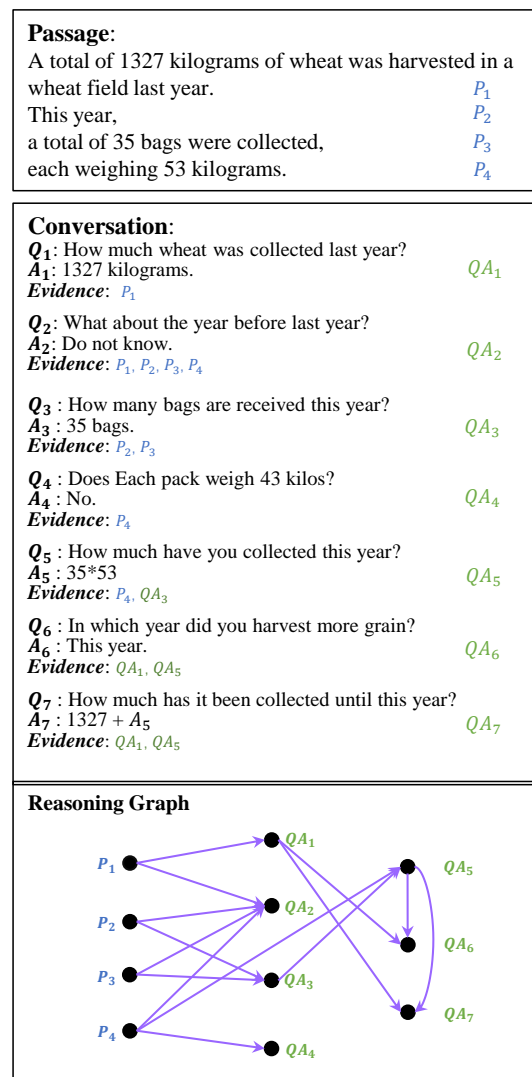 Passage:
A total of 1327 kilograms of wheat was harvested in a
wheat field last year. P₁
This year, P₂
a total of 35 bags were collected, P₃
each weighing 53 kilograms. P₄
Conversation:
Q₁: How much wheat was collected last year?
A₁: 1327 kilograms. QA₁
Evidence: P₁
Q₂: What about the year before last year?
A₂: Do not know. QA₂
Evidence: P₁, P₂, P₃, P₄
Q₃ : How many bags are received this year?
A₃ : 35 bags. QA₃
Evidence: P₂, P₃
Q₄ : Does Each pack weigh 43 kilos?
A₄ : No. QA₄
Evidence: P₄
Q₅ : How much have you collected this year?
A₅ : 35*53 QA₅
Evidence: P₄, QA₃
Q₆ : In which year did you harvest more grain?
A₆ : This year. QA₆
Evidence: QA₁, QA₅
Q₇ : How much has it been collected until this year?
A₇ : 1327 + A₅ QA₇
Evidence: QA₁, QA₅
Reasoning Graph
P₁ QA₁ QA₅
P₂ QA₂ QA₆
P₃ QA₃ QA₇
P₄ QA₄